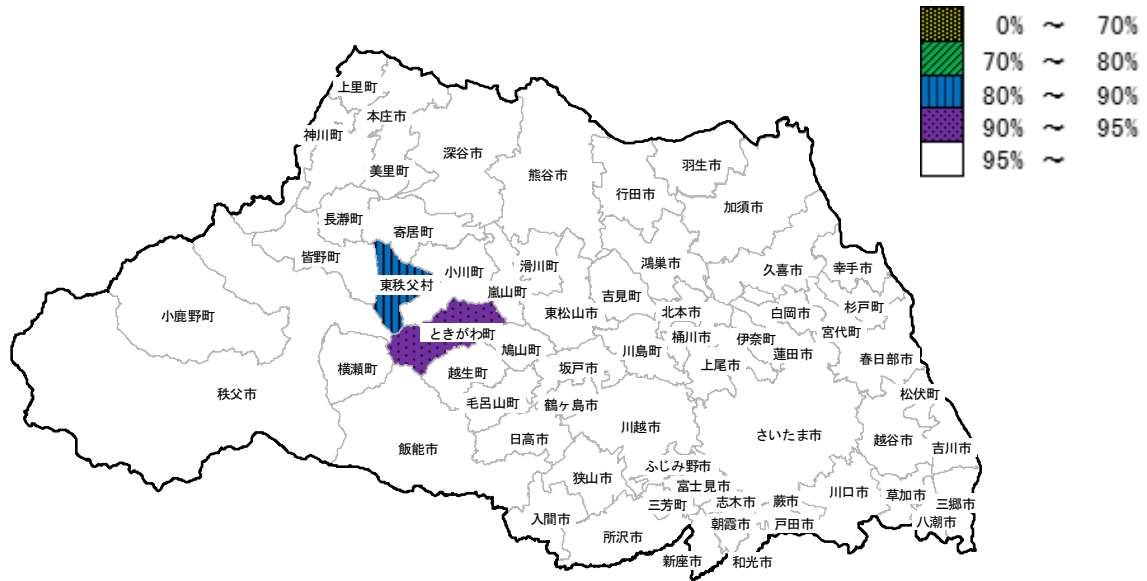 0% ～ 70%
70% ～ 80%
80% ～ 90%
90% ～ 95%
95% ～
上里町
本庄市
神川町
深谷市
美里町
熊谷市
羽生市
行田市
加須市
長瀞町
寄居町
皆野町
小川町
滑川町
鴻巣市
久喜市
幸手市
東秩父村
嵐山町
吉見町
小鹿野町
東松山市
北本市
白岡市
杉戸町
ときがわ町
桶川市
伊奈町
宮代町
鳩山町
川島町
蓮田市
春日部市
横瀬町
越生町
坂戸市
上尾市
秩父市
松伏町
毛呂山町
鶴ヶ島市
川越市
さいたま市
飯能市
日高市
越谷市
吉川市
ふじみ野市
狭山市
富士見市
三芳町
志木市
蕨市
川口市
草加市
三郷市
入間市
朝霞市
戸田市
八潮市
所沢市
新座市
和光市